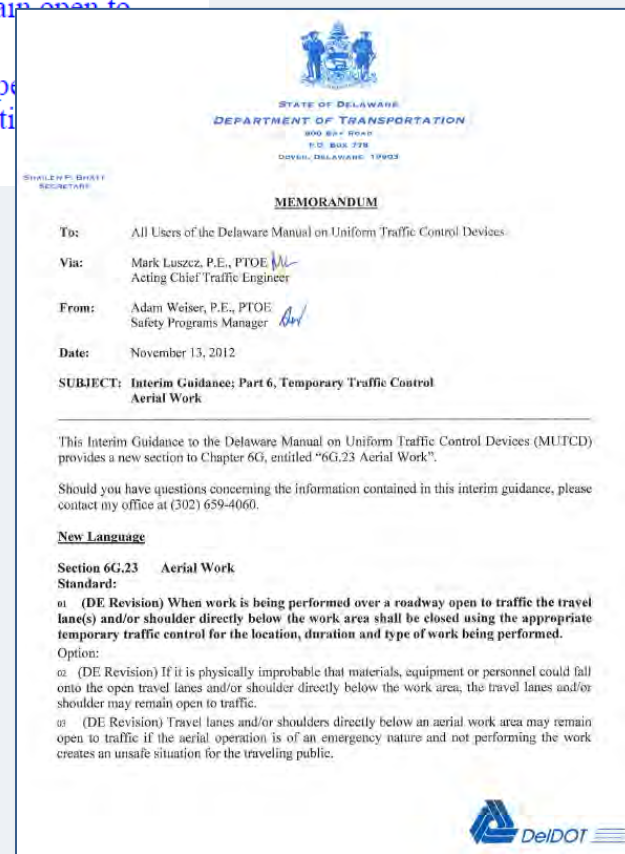 ain open to
pe
ti
STATE OF DELAWARE
DEPARTMENT OF TRANSPORTATION
800 BAY ROAD
P.O. BOX 778
DOVER, DELAWARE 19903
SHAILEN P. BHATT
SECRETARY
MEMORANDUM
To: All Users of the Delaware Manual on Uniform Traffic Control Devices
Via: Mark Luszcz, P.E., PTOE ML
Acting Chief Traffic Engineer
From: Adam Weiser, P.E., PTOE
Safety Programs Manager
Date: November 13, 2012
SUBJECT: Interim Guidance; Part 6, Temporary Traffic Control
Aerial Work
This Interim Guidance to the Delaware Manual on Uniform Traffic Control Devices (MUTCD)
provides a new section to Chapter 6G, entitled “6G.23 Aerial Work”.
Should you have questions concerning the information contained in this interim guidance, please
contact my office at (302) 659-4060.
New Language
Section 6G.23 Aerial Work
Standard:
01 (DE Revision) When work is being performed over a roadway open to traffic the travel
lane(s) and/or shoulder directly below the work area shall be closed using the appropriate
temporary traffic control for the location, duration and type of work being performed.
Option:
02 (DE Revision) If it is physically improbable that materials, equipment or personnel could fall
onto the open travel lanes and/or shoulder directly below the work area, the travel lanes and/or
shoulder may remain open to traffic.
03 (DE Revision) Travel lanes and/or shoulders directly below an aerial work area may remain
open to traffic if the aerial operation is of an emergency nature and not performing the work
creates an unsafe situation for the traveling public.
DelDOT